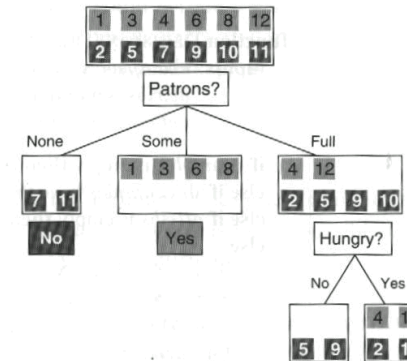 1 3 4 6 8 12
2 5 7 9 10 11
Patrons?
None Some Full
1 3 6 8 4 12
7 11 2 5 9 10
No Yes Hungry?
No Yes
4
5 9 2